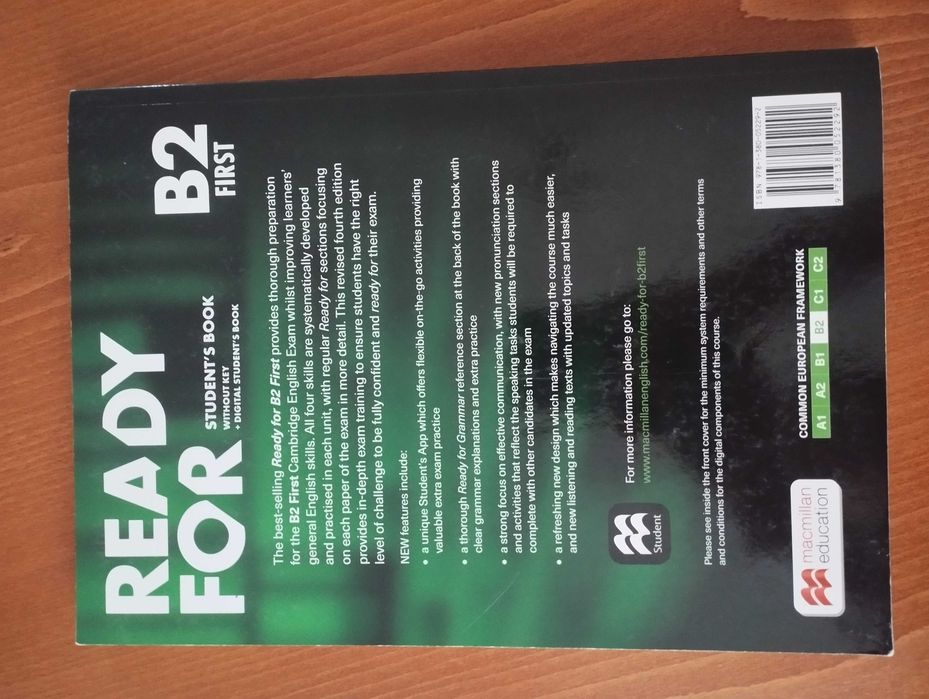 READY
FOR
B2
FIRST
STUDENT'S BOOK
WITHOUT KEY
+ DIGITAL STUDENT'S BOOK
The best-selling Ready for B2 First provides thorough preparation
for the B2 First Cambridge English Exam whilst improving learners'
general English skills. All four skills are systematically developed
and practised in each unit, with regular Ready for sections focusing
on each paper of the exam in more detail. This revised fourth edition
provides in-depth exam training to ensure students have the right
level of challenge to be fully confident and ready for their exam.
NEW features include:
• a unique Student's App which offers flexible on-the-go activities providing
valuable extra exam practice
• a thorough Ready for Grammar reference section at the back of the book with
clear grammar explanations and extra practice
• a strong focus on effective communication, with new pronunciation sections
and activities that reflect the speaking tasks students will be required to
complete with other candidates in the exam
• a refreshing new design which makes navigating the course much easier,
and new listening and reading texts with updated topics and tasks
Student
For more information please go to:
www.macmillanenglish.com/ready-for-b2first
Please see inside the front cover for the minimum system requirements and other terms
and conditions for the digital components of this course.
macmillan
education
COMMON EUROPEAN FRAMEWORK
A1 A2 B1 B2 C1 C2
ISBN 978-1-380-05229-2
9 781380 052292